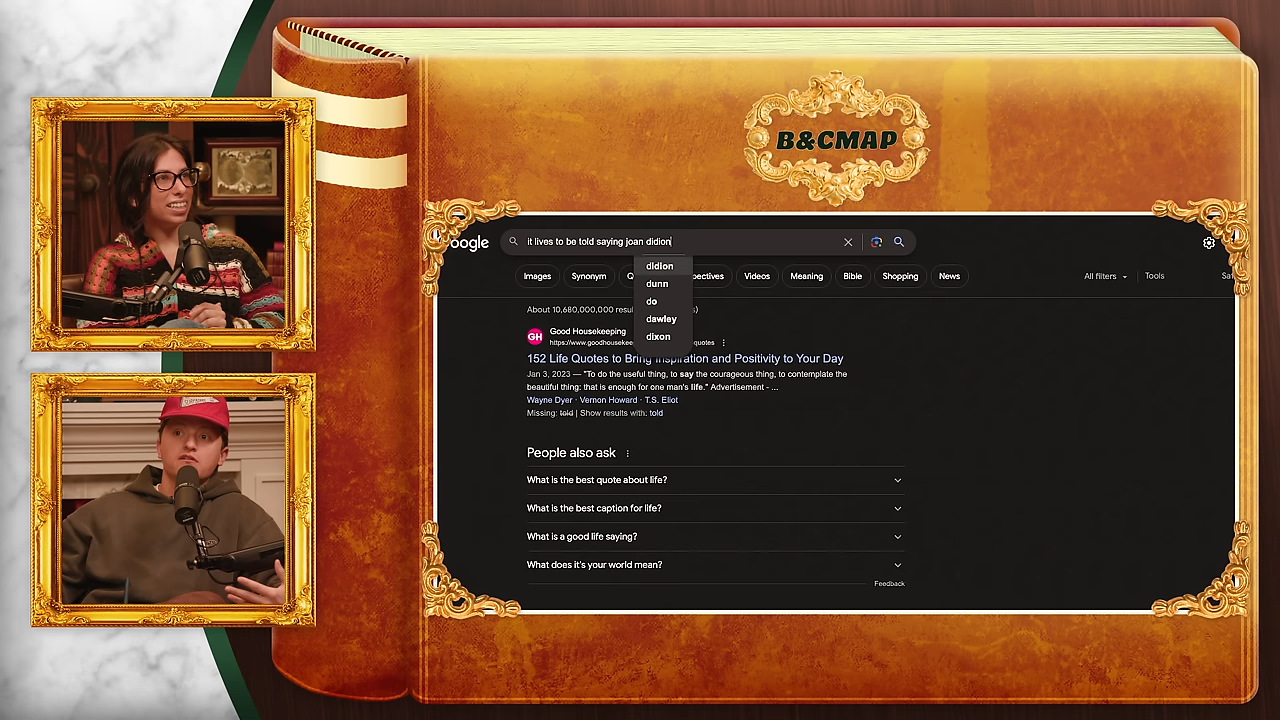 B&CMAP
oogle
it lives to be told saying joan didion
didion
dunn
do
dawley
dixon
Images
Synonym
Q
pectives
Videos
Meaning
Bible
Shopping
News
All filters
Tools
Saf
About 10,680,000,000 resul
s)
GH
Good Housekeeping
https://www.goodhousekee
quotes
152 Life Quotes to Bring Inspiration and Positivity to Your Day
Jan 3, 2023 — "To do the useful thing, to say the courageous thing, to contemplate the
beautiful thing: that is enough for one man's life." Advertisement - ...
Wayne Dyer · Vernon Howard · T.S. Eliot
Missing: told | Show results with: told
People also ask
What is the best quote about life?
What is the best caption for life?
What is a good life saying?
What does it's your world mean?
Feedback